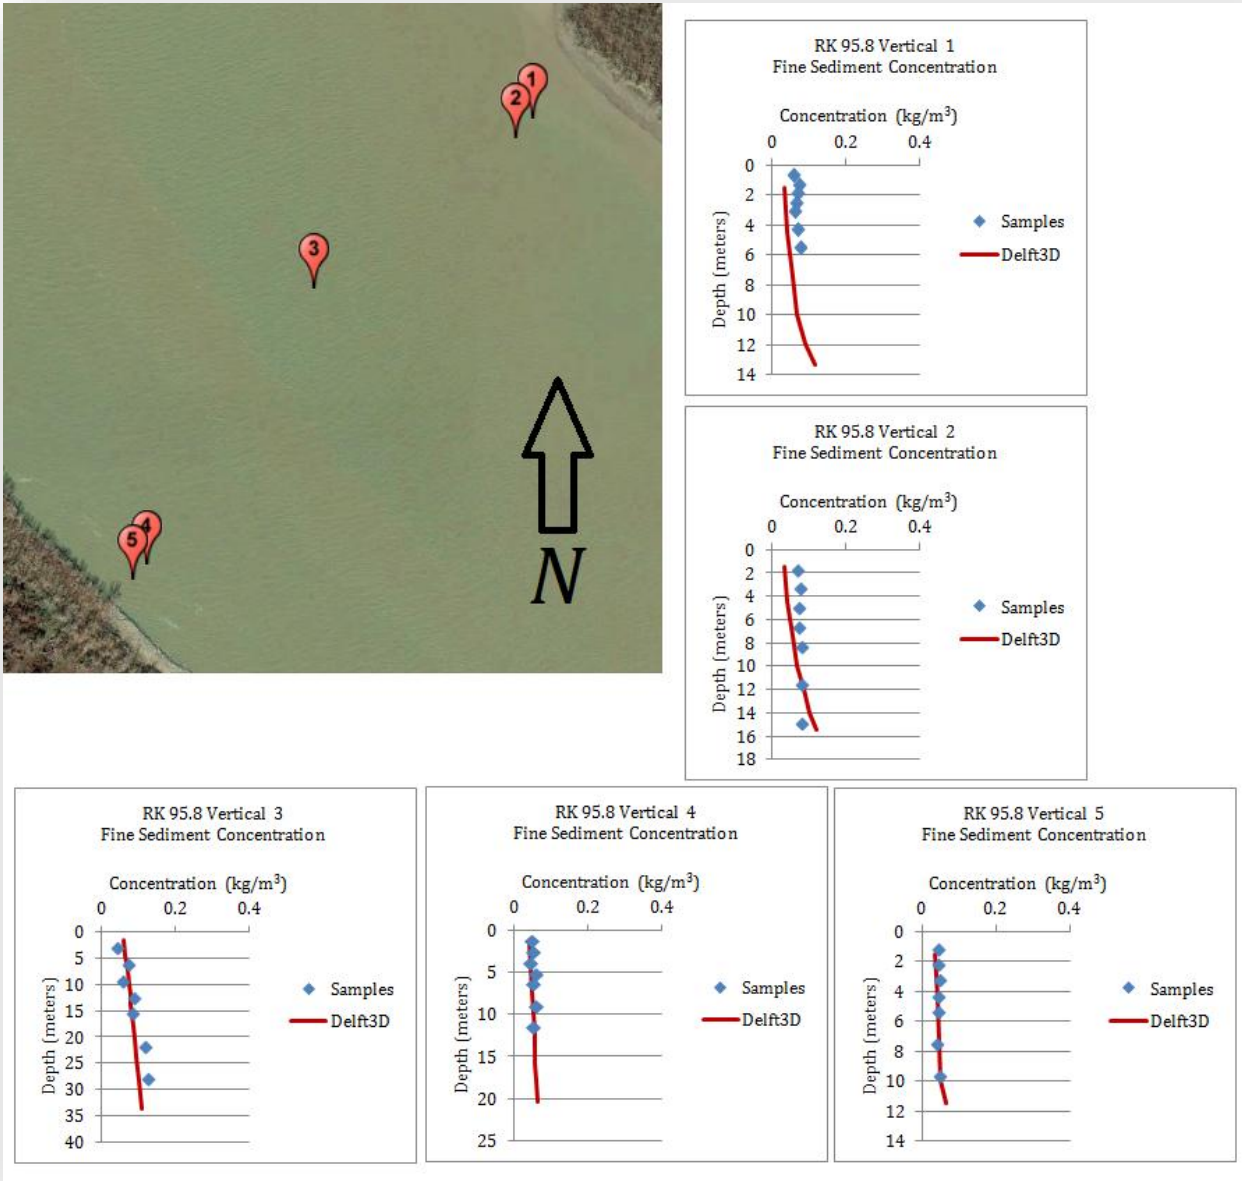 1
2
3
4
5
N
RK 95.8 Vertical 1
Fine Sediment Concentration
Concentration (kg/m³)
0 0.2 0.4
Depth (meters)
0
2
4
6
8
10
12
14
Samples
Delft3D
RK 95.8 Vertical 2
Fine Sediment Concentration
Concentration (kg/m³)
0 0.2 0.4
Depth (meters)
0
2
4
6
8
10
12
14
16
18
Samples
Delft3D
RK 95.8 Vertical 3
Fine Sediment Concentration
Concentration (kg/m³)
0 0.2 0.4
Depth (meters)
0
5
10
15
20
25
30
35
40
Samples
Delft3D
RK 95.8 Vertical 4
Fine Sediment Concentration
Concentration (kg/m³)
0 0.2 0.4
Depth (meters)
0
5
10
15
20
25
Samples
Delft3D
RK 95.8 Vertical 5
Fine Sediment Concentration
Concentration (kg/m³)
0 0.2 0.4
Depth (meters)
0
2
4
6
8
10
12
14
Samples
Delft3D